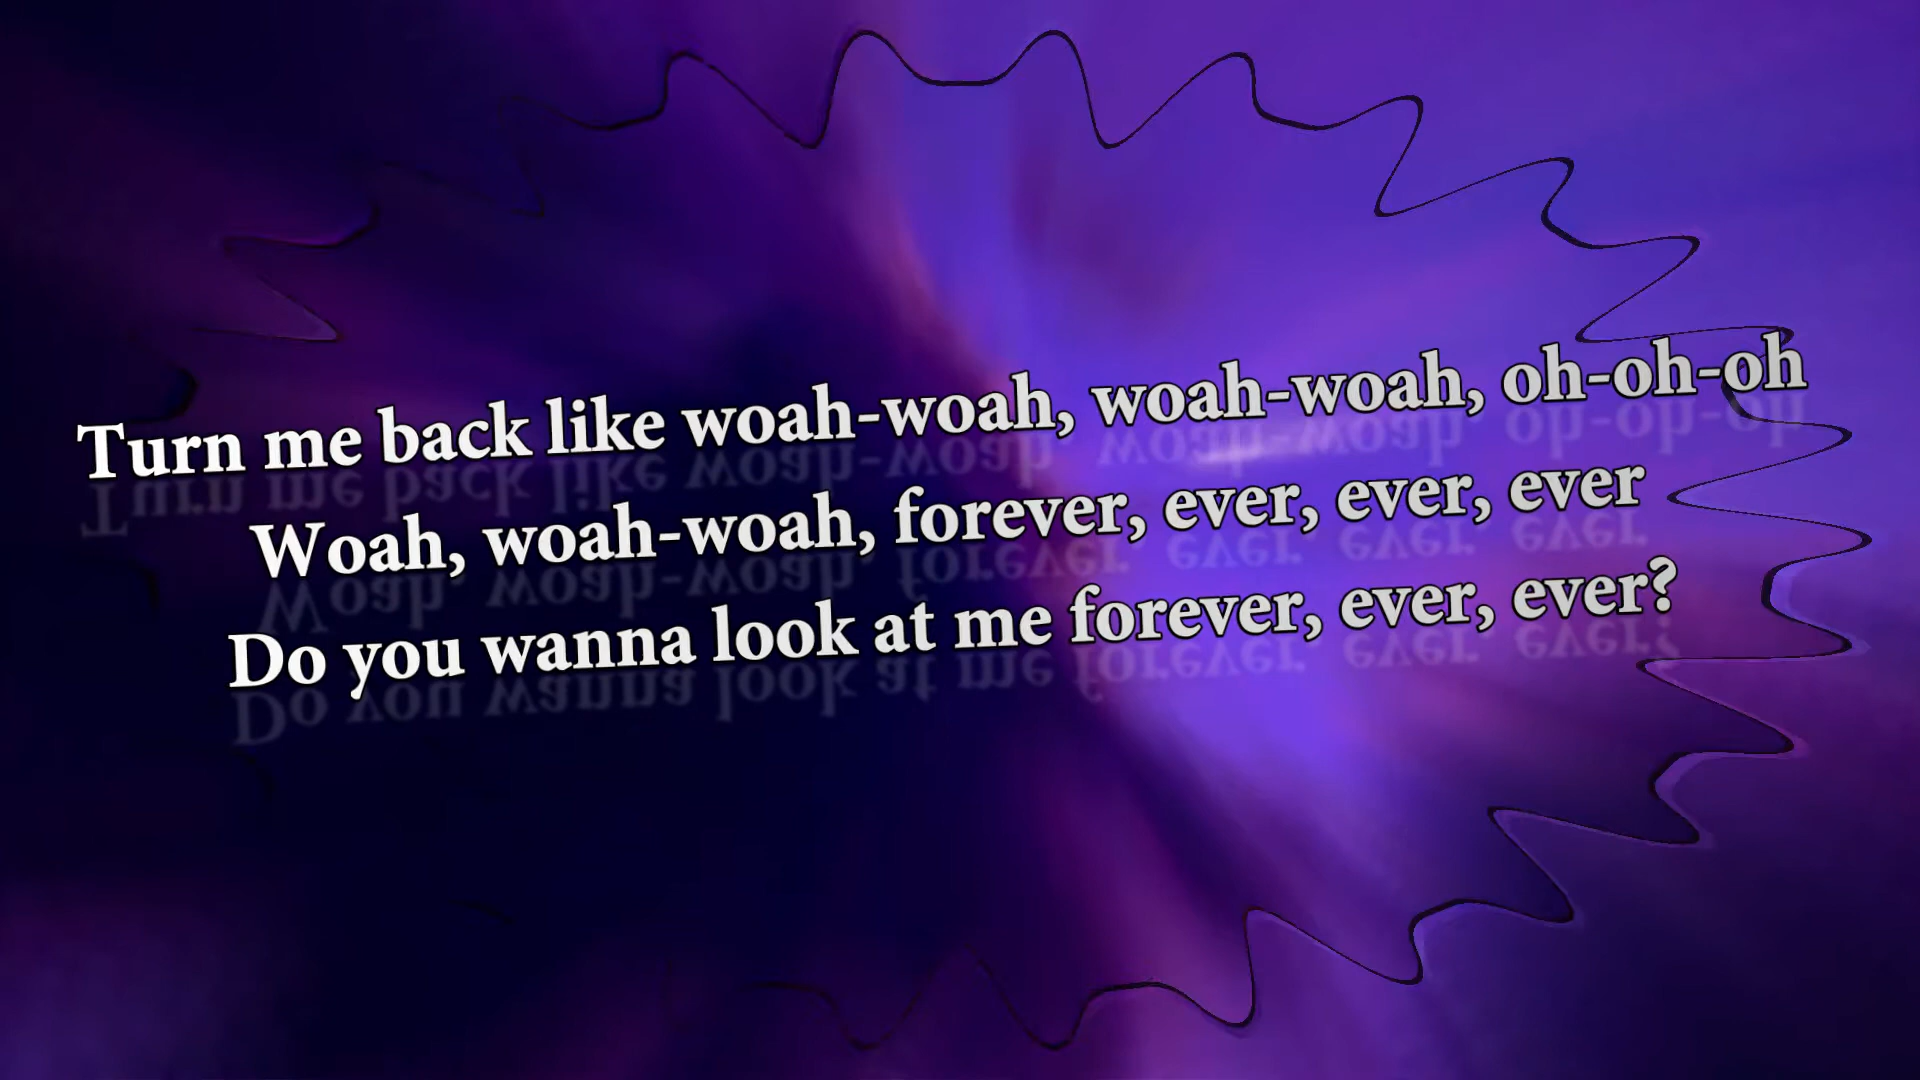 Turn me back like woah-woah, woah-woah, oh-oh-oh
Woah, woah-woah, forever, ever, ever, ever
Do you wanna look at me forever, ever, ever?